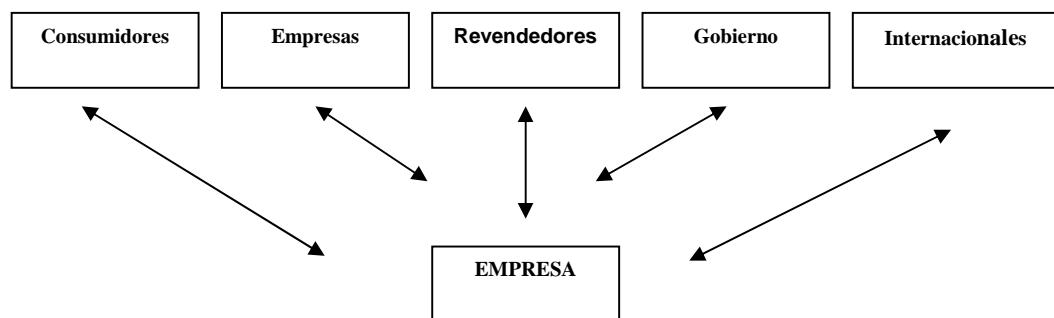 Consumidores
Empresas
Revendedores
Gobierno
Internacionales
EMPRESA